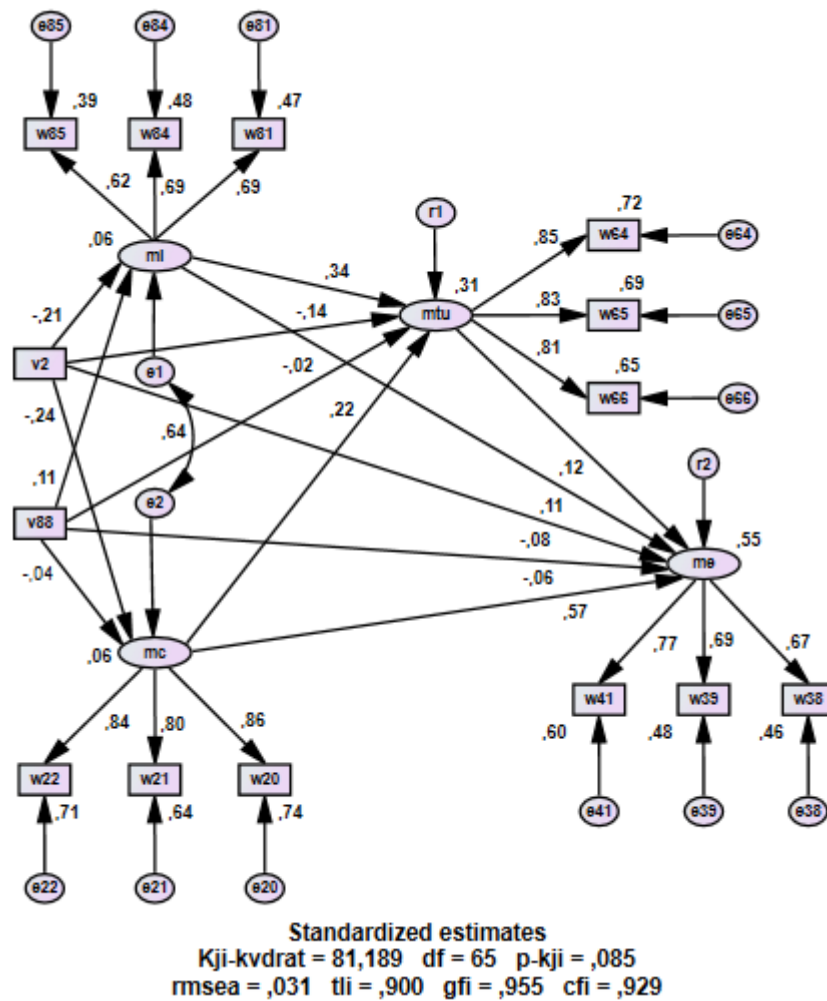 e85 e84 e81
,39 ,48 ,47
w85 w84 w81
,62 ,69 ,69
r1
,72
w64 e64
,06 ml ,85
,34 ,31 ,69
mtu ,83 w65 e65
-,21 -,14
,81 ,65
v2 e1 -,02
w66 e66
-,24 ,64 ,22
,12 r2
,11 e2
v88 ,11
-,08 ,55
-,04 -,06 me
,06 mc ,57
,77 ,69 ,67
,84 ,80 ,86
w41 w39 w38
,60 ,48 ,46
w22 w21 w20
,71 ,64 ,74
e41 e39 e38
e22 e21 e20
Standardized estimates
Kji-kvdrat = 81,189 df = 65 p-kji = ,085
rmsea = ,031 tli = ,900 gfi = ,955 cfi = ,929